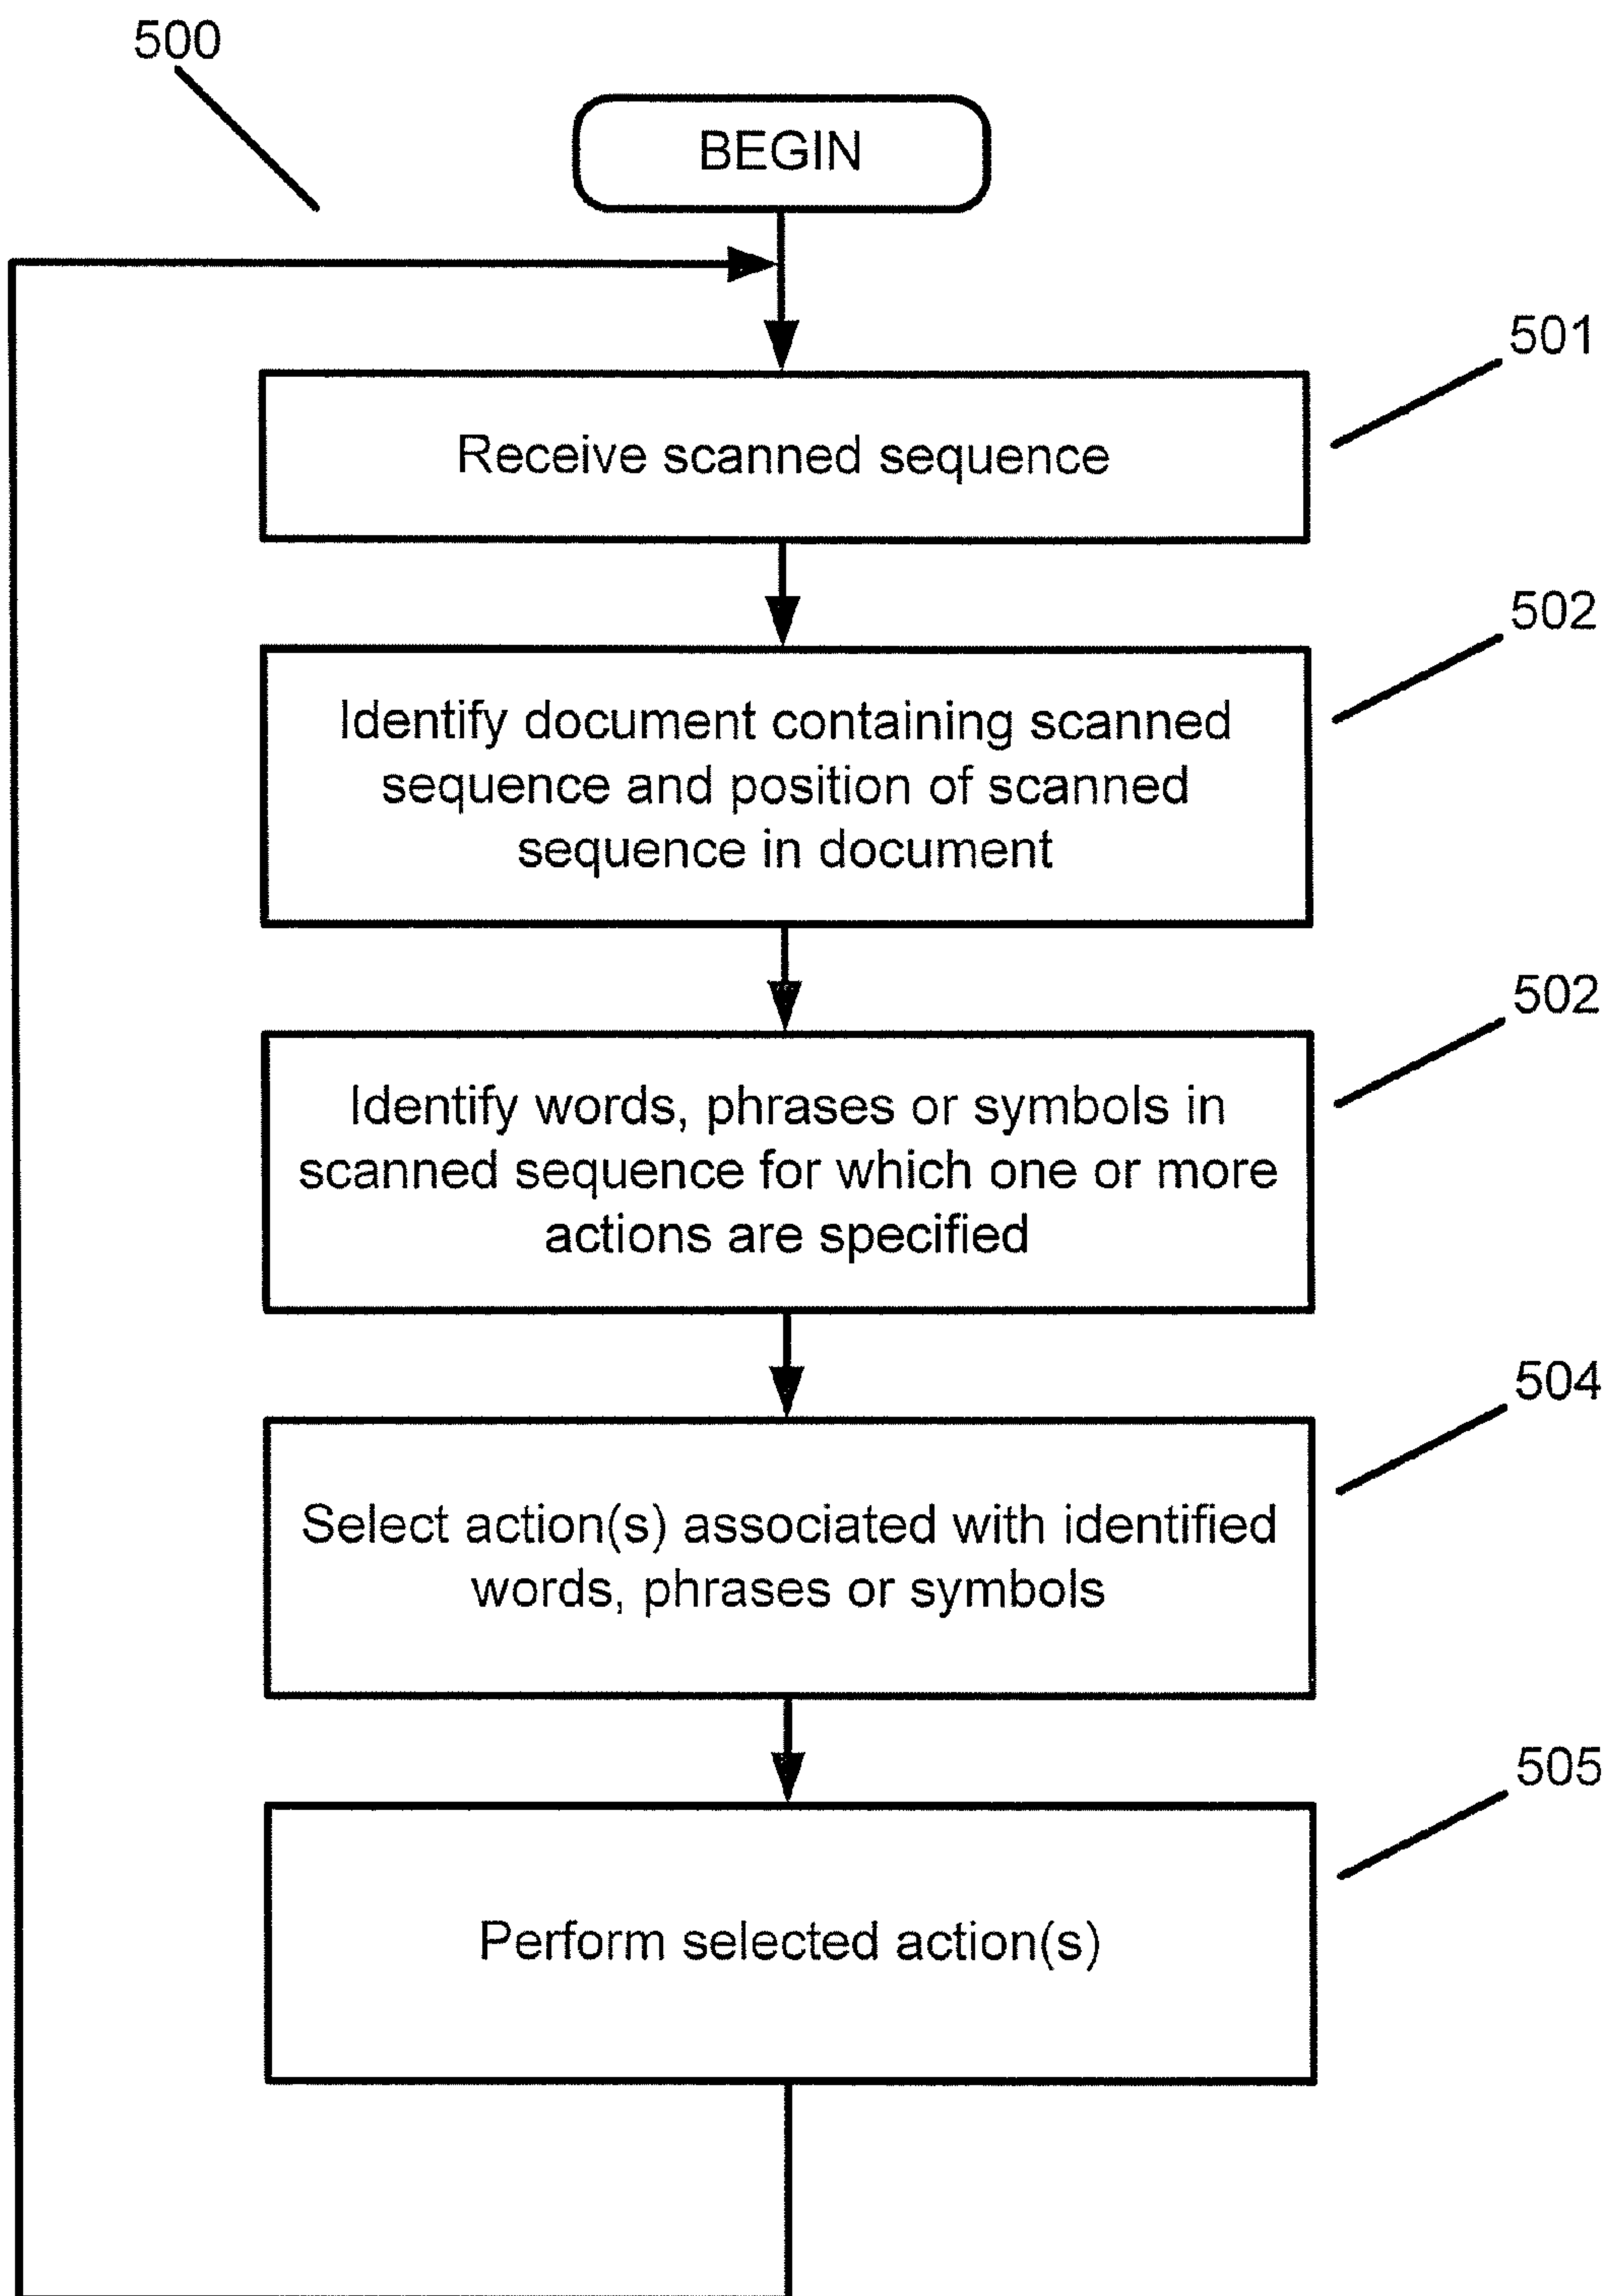 500
BEGIN
501
Receive scanned sequence
502
Identify document containing scanned
sequence and position of scanned
sequence in document
502
Identify words, phrases or symbols in
scanned sequence for which one or more
actions are specified
504
Select action(s) associated with identified
words, phrases or symbols
505
Perform selected action(s)